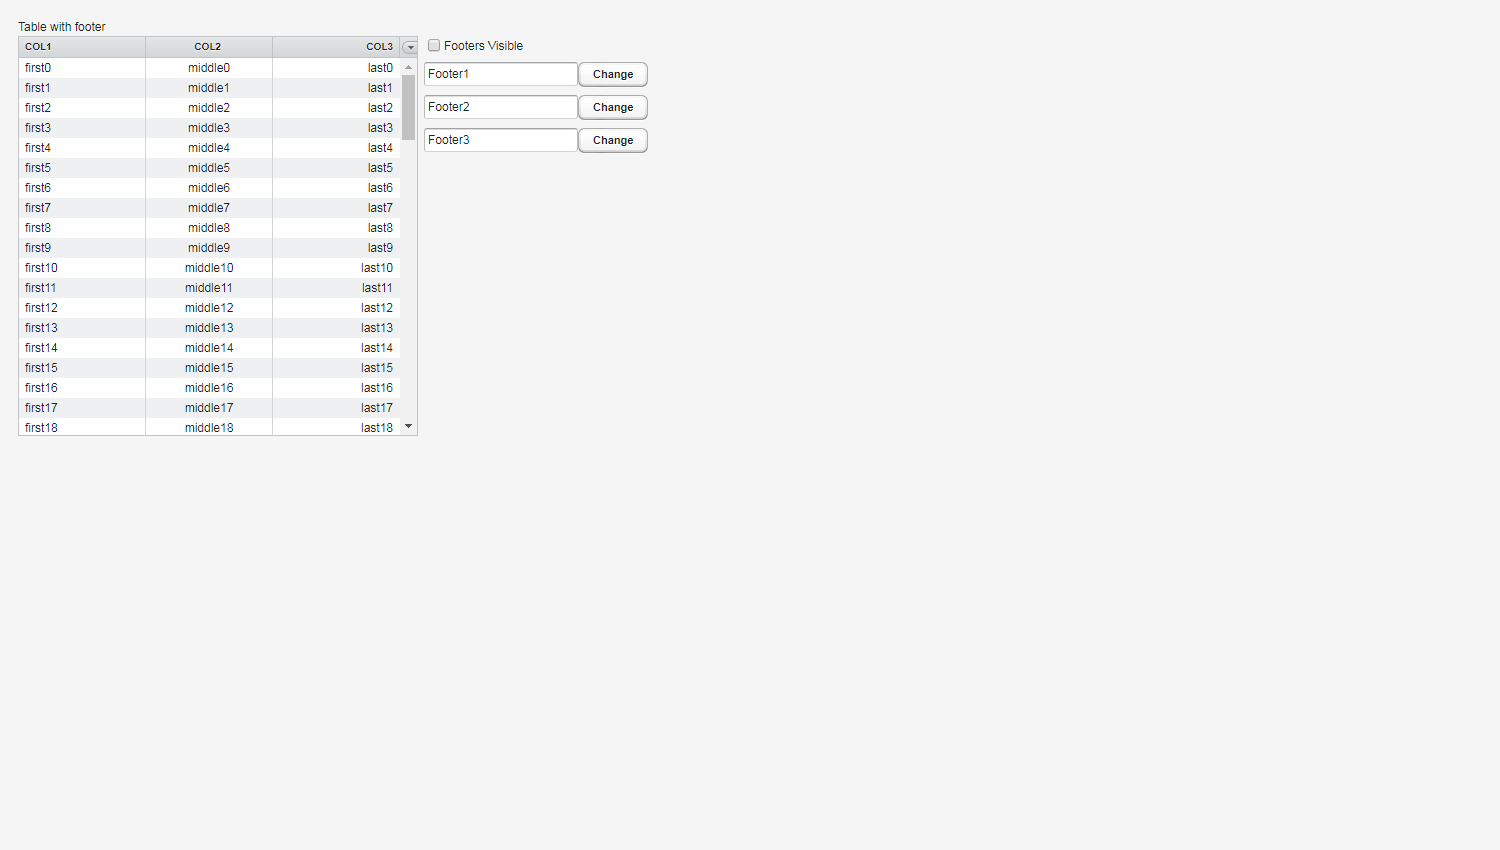 Table with footer
COL1 COL2 COL3
Footers Visible
first0 middle0 last0
Footer1 Change
first1 middle1 last1
first2 middle2 last2
Footer2 Change
first3 middle3 last3
Footer3 Change
first4 middle4 last4
first5 middle5 last5
first6 middle6 last6
first7 middle7 last7
first8 middle8 last8
first9 middle9 last9
first10 middle10 last10
first11 middle11 last11
first12 middle12 last12
first13 middle13 last13
first14 middle14 last14
first15 middle15 last15
first16 middle16 last16
first17 middle17 last17
first18 middle18 last18